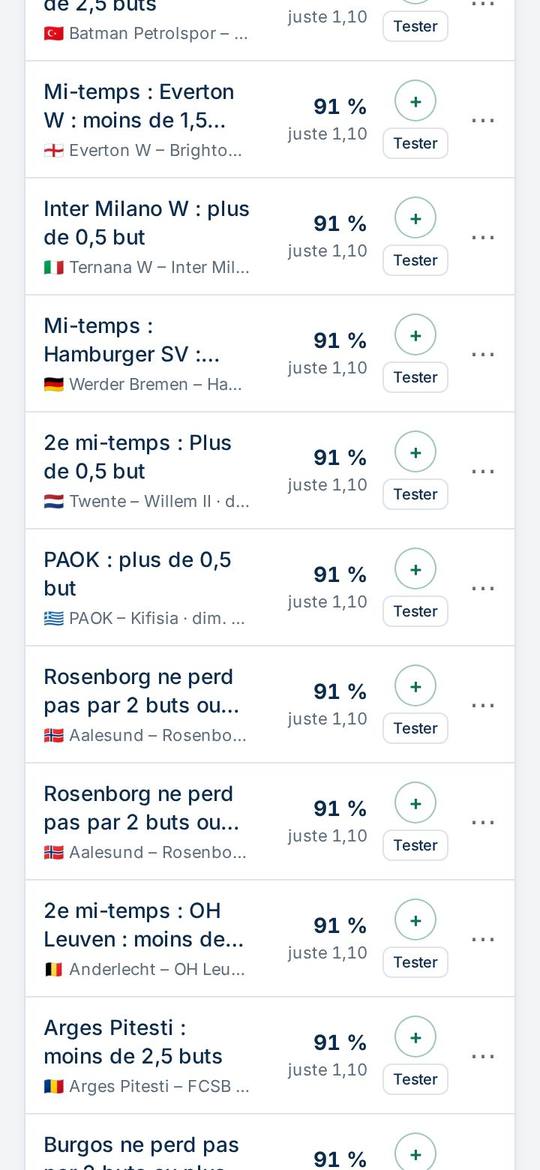 de 2,5 buts
🇹🇷 Batman Petrolspor – ...
juste 1,10
Tester
...
Mi-temps : Everton
W : moins de 1,5...
🏴󠁧󠁢󠁥󠁮󠁧󠁿 Everton W – Brighto...
91 %
juste 1,10
+
Tester
...
Inter Milano W : plus
de 0,5 but
🇮🇹 Ternana W – Inter Mil...
91 %
juste 1,10
+
Tester
...
Mi-temps :
Hamburger SV :...
🇩🇪 Werder Bremen – Ha...
91 %
juste 1,10
+
Tester
...
2e mi-temps : Plus
de 0,5 but
🇳🇱 Twente – Willem II · d...
91 %
juste 1,10
+
Tester
...
PAOK : plus de 0,5
but
🇬🇷 PAOK – Kifisia · dim. ...
91 %
juste 1,10
+
Tester
...
Rosenborg ne perd
pas par 2 buts ou...
🇳🇴 Aalesund – Rosenbo...
91 %
juste 1,10
+
Tester
...
Rosenborg ne perd
pas par 2 buts ou...
🇳🇴 Aalesund – Rosenbo...
91 %
juste 1,10
+
Tester
...
2e mi-temps : OH
Leuven : moins de...
🇧🇪 Anderlecht – OH Leu...
91 %
juste 1,10
+
Tester
...
Arges Pitesti :
moins de 2,5 buts
🇷🇴 Arges Pitesti – FCSB ...
91 %
juste 1,10
+
Tester
...
Burgos ne perd pas
par 2 buts ou plus
91 %
+